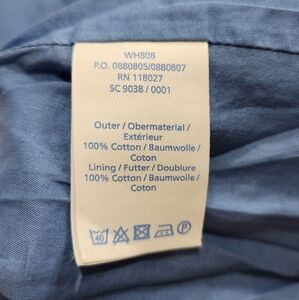 WH808
P.O. 0880805/0880807
RN 118027
SC 9038 / 0001
Outer / Obermaterial /
Extérieur
100% Cotton / Baumwolle /
Coton
Lining / Futter / Doublure
100% Cotton / Baumwolle /
Coton
40 P